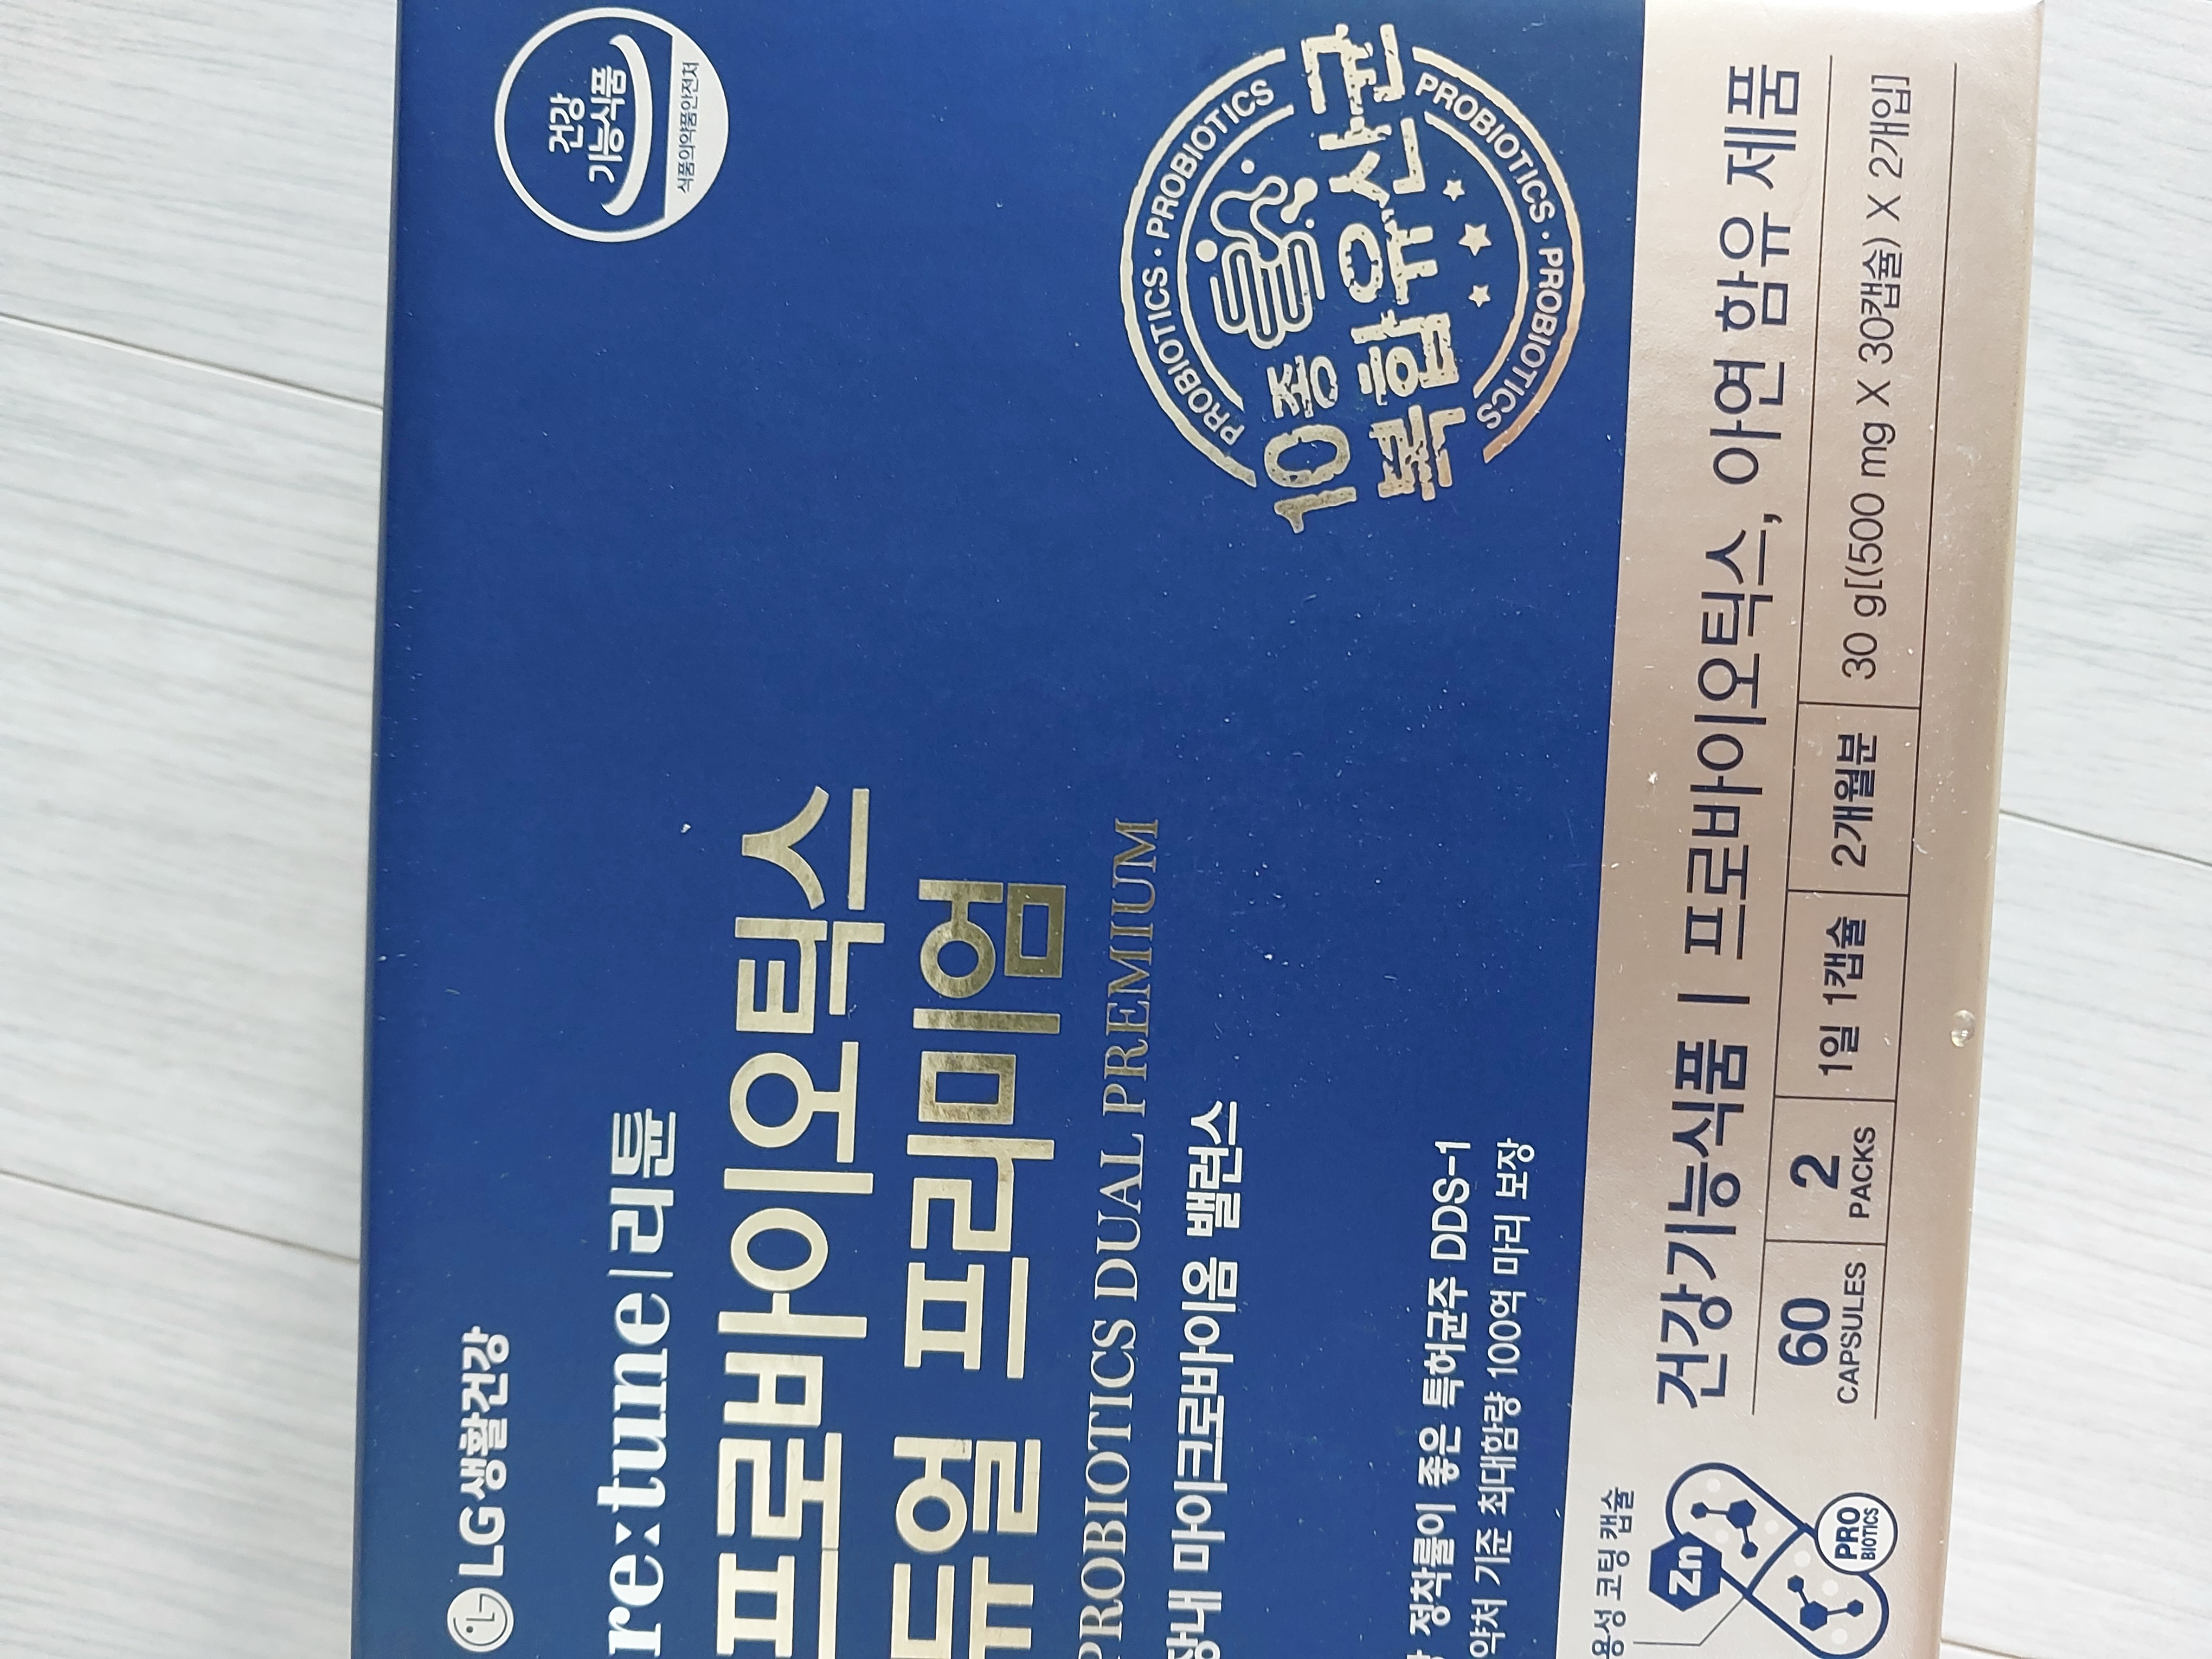 LG생활건강
건강
기능식품
식품의약품안전처
re:tune|리튠
프로바이오틱스
듀얼 프리미엄
PROBIOTICS DUAL PREMIUM
장내 마이크로바이옴 밸런스
PROBIOTICS · PROBIOTICS
10종
복합유산균
PROBIOTICS · PROBIOTICS
정착률이 좋은 특허균주 DDS-1
약처 기준 최대함량 100억 마리 보장
용성 코팅 캡슐
Zn
PRO
BIOTICS
건강기능식품 | 프로바이오틱스, 아연 함유 제품
60
CAPSULES
2
PACKS
1일 1캡슐
2개월분
30 g[(500 mg X 30캡슐) X 2개입]